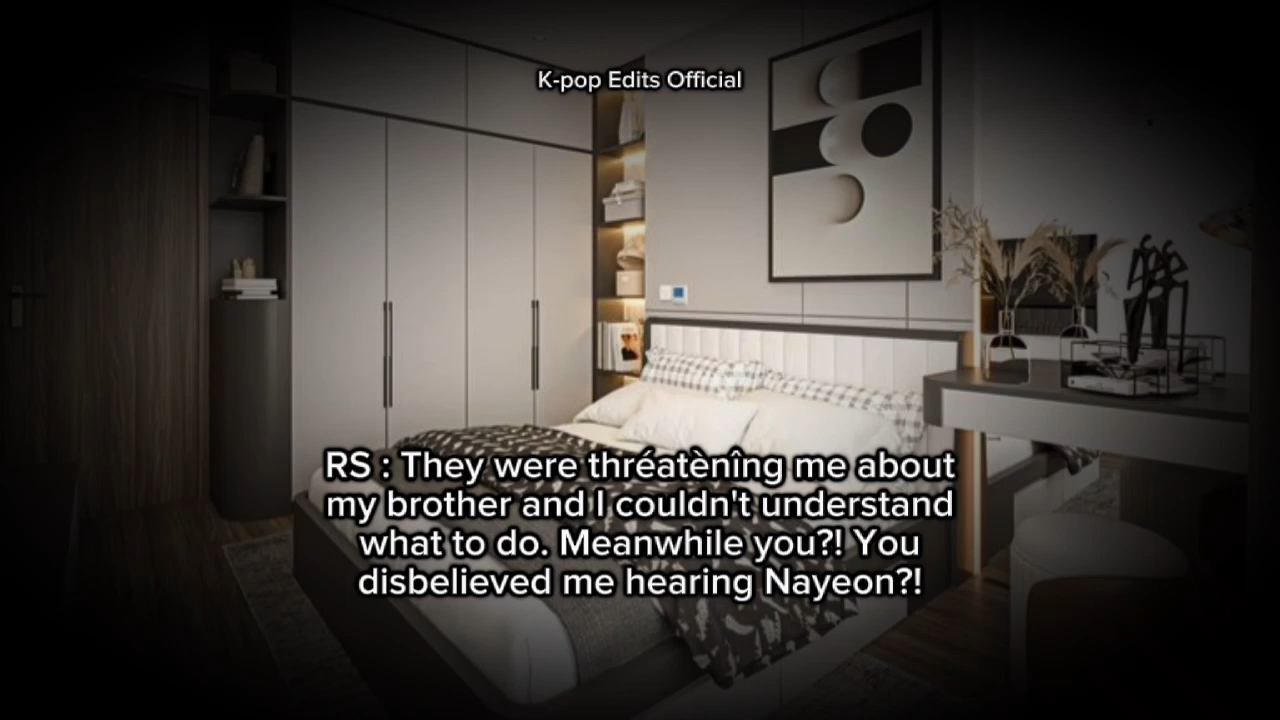 K-pop Edits Official
RS : They were thréatènîng me about
my brother and I couldn't understand
what to do. Meanwhile you?! You
disbelieved me hearing Nayeon?!